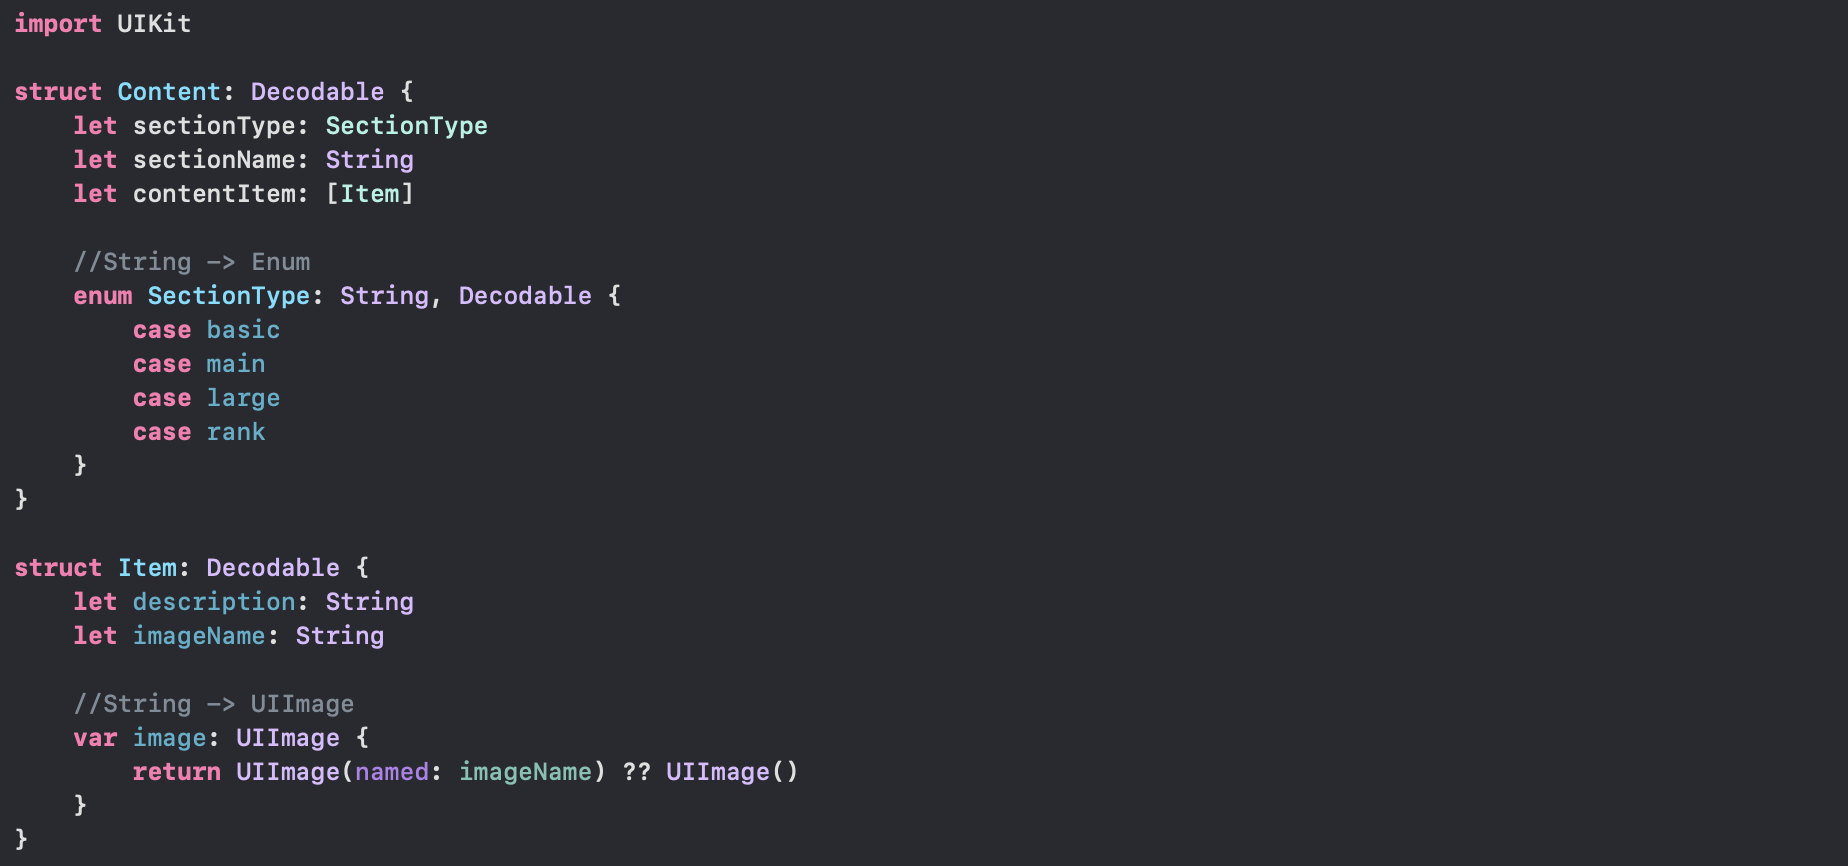 import UIKit
struct Content: Decodable {
    let sectionType: SectionType
    let sectionName: String
    let contentItem: [Item]
    //String -> Enum
    enum SectionType: String, Decodable {
        case basic
        case main
        case large
        case rank
    }
}
struct Item: Decodable {
    let description: String
    let imageName: String
    //String -> UIImage
    var image: UIImage {
        return UIImage(named: imageName) ?? UIImage()
    }
}